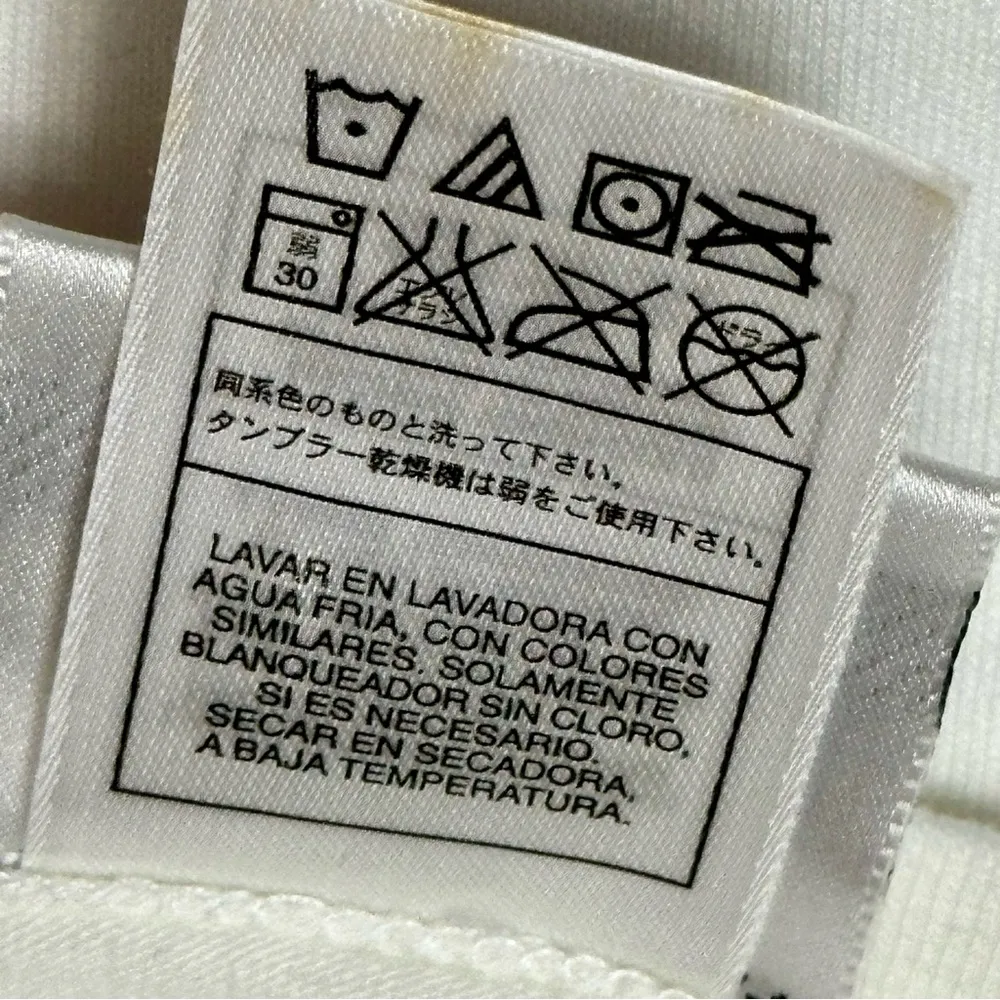 弱
30
エンソ
サラシ
ドライ
同系色のものと洗って下さい。
タンブラー乾燥機は弱をご使用下さい。
LAVAR EN LAVADORA CON
AGUA FRIA, CON COLORES
SIMILARES. SOLAMENTE
BLANQUEADOR SIN CLORO,
SI ES NECESARIO.
SECAR EN SECADORA,
A BAJA TEMPERATURA.